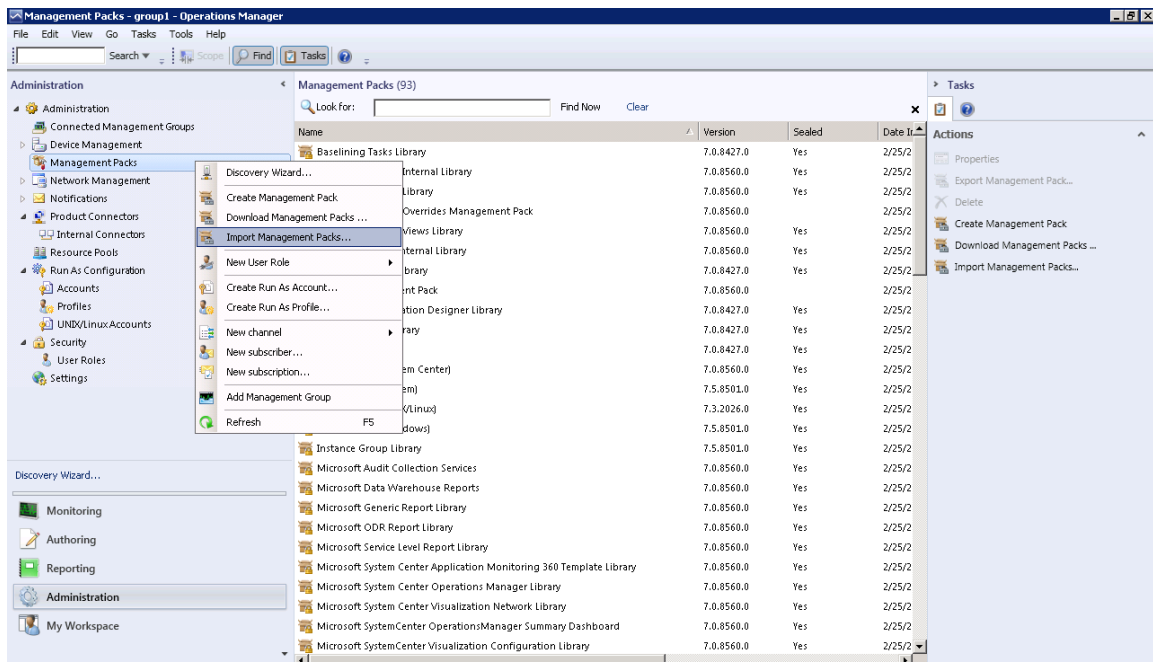 Management Packs - group1 - Operations Manager
File Edit View Go Tasks Tools Help
Search Scope Find Tasks
Administration
Administration
Connected Management Groups
Device Management
Management Packs
Network Management
Notifications
Product Connectors
Internal Connectors
Resource Pools
Run As Configuration
Accounts
Profiles
UNIX/Linux Accounts
Security
User Roles
Settings
Discovery Wizard...
Monitoring
Authoring
Reporting
Administration
My Workspace
Discovery Wizard...
Create Management Pack
Download Management Packs ...
Import Management Packs...
New User Role
Create Run As Account...
Create Run As Profile...
New channel
New subscriber...
New subscription...
Add Management Group
Refresh F5
Management Packs (93)
Look for: Find Now Clear
Name Version Sealed Date Ir
Baselining Tasks Library 7.0.8427.0 Yes 2/25/2
Internal Library 7.0.8560.0 Yes 2/25/2
Library 7.0.8560.0 Yes 2/25/2
Overrides Management Pack 7.0.8560.0 2/25/2
Views Library 7.0.8560.0 Yes 2/25/2
nternal Library 7.0.8560.0 Yes 2/25/2
brary 7.0.8427.0 Yes 2/25/2
ent Pack 7.0.8560.0 2/25/2
ation Designer Library 7.0.8427.0 Yes 2/25/2
rary 7.0.8427.0 Yes 2/25/2
7.0.8427.0 Yes 2/25/2
em Center) 7.0.8560.0 Yes 2/25/2
em) 7.5.8501.0 Yes 2/25/2
X/Linux) 7.3.2026.0 Yes 2/25/2
dows) 7.5.8501.0 Yes 2/25/2
Instance Group Library 7.5.8501.0 Yes 2/25/2
Microsoft Audit Collection Services 7.0.8560.0 Yes 2/25/2
Microsoft Data Warehouse Reports 7.0.8560.0 Yes 2/25/2
Microsoft Generic Report Library 7.0.8560.0 Yes 2/25/2
Microsoft ODR Report Library 7.0.8560.0 Yes 2/25/2
Microsoft Service Level Report Library 7.0.8560.0 Yes 2/25/2
Microsoft System Center Application Monitoring 360 Template Library 7.0.8560.0 Yes 2/25/2
Microsoft System Center Operations Manager Library 7.0.8560.0 Yes 2/25/2
Microsoft System Center Visualization Network Library 7.0.8560.0 Yes 2/25/2
Microsoft SystemCenter OperationsManager Summary Dashboard 7.0.8560.0 Yes 2/25/2
Microsoft SystemCenter Visualization Configuration Library 7.0.8560.0 Yes 2/25/2
Tasks
Actions
Properties
Export Management Pack...
Delete
Create Management Pack
Download Management Packs ...
Import Management Packs...